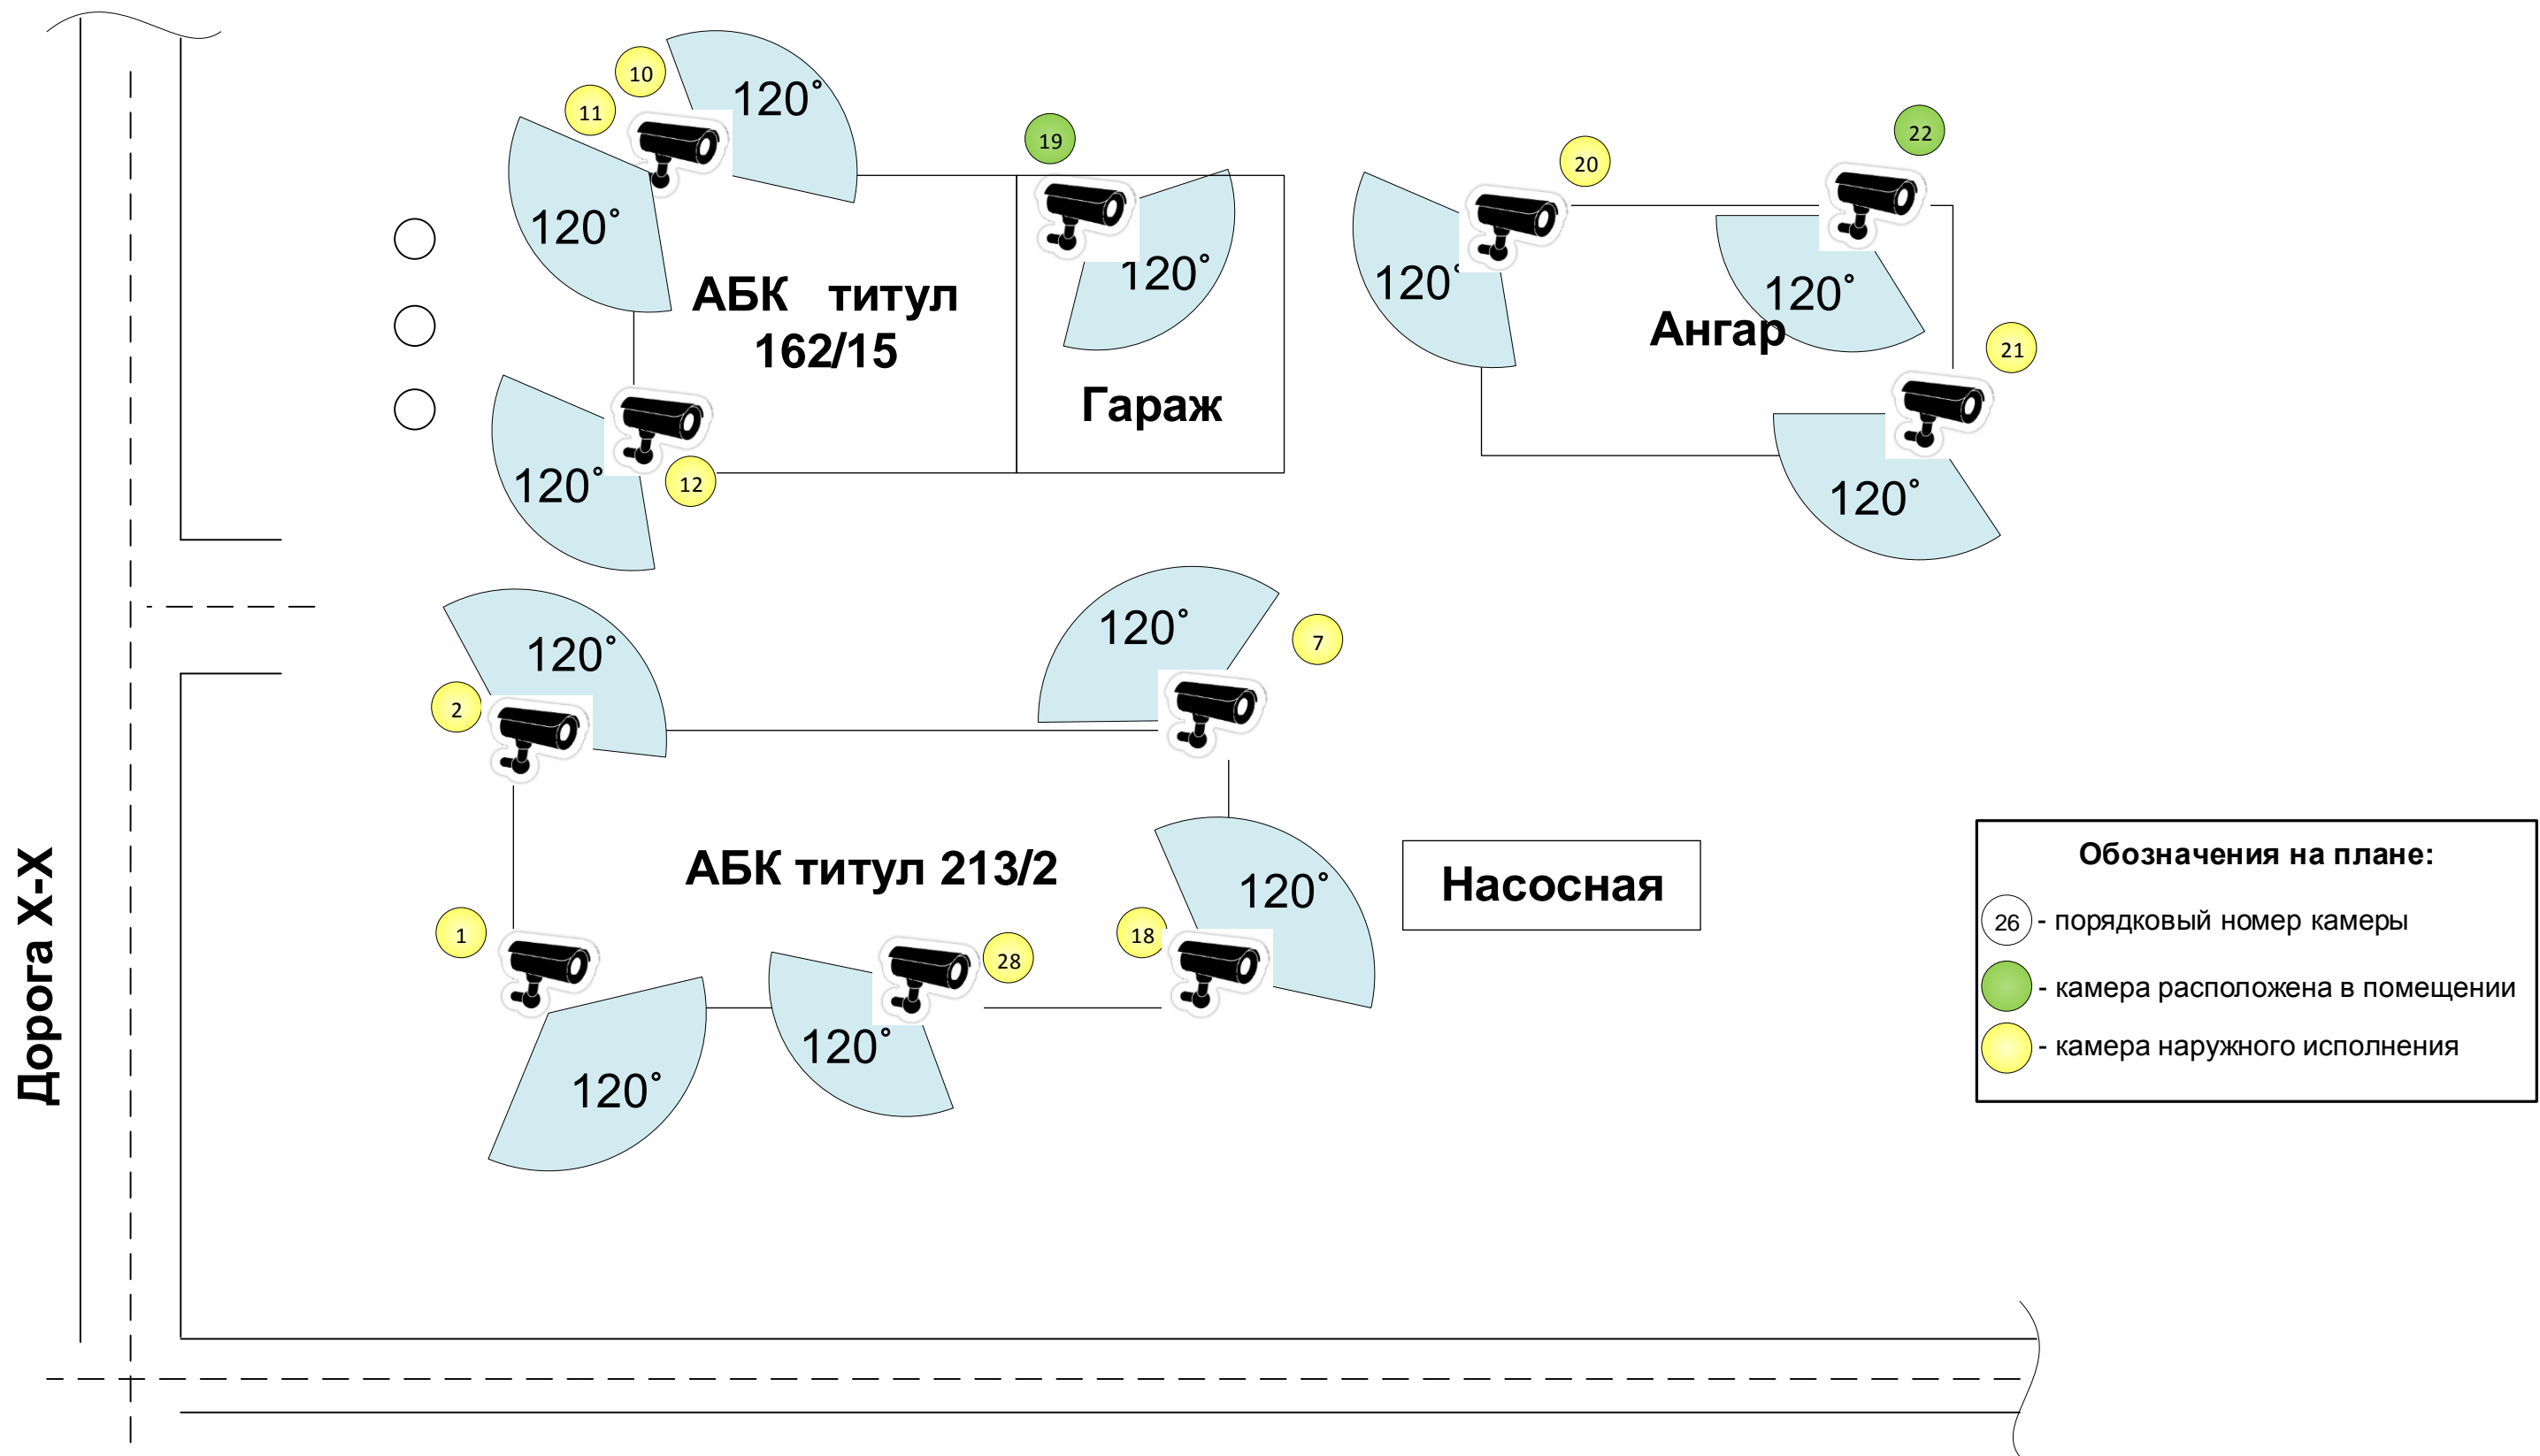 10
120°
11
19
22
20
120°
120°
120°
120°
АБК титул
162/15
Ангар
21
Гараж
120°
12
120°
120°
120°
7
2
Дорога Х-Х
АБК титул 213/2
120°
Насосная
1
28
18
120°
120°
Обозначения на плане:
26 - порядковый номер камеры
- камера расположена в помещении
- камера наружного исполнения